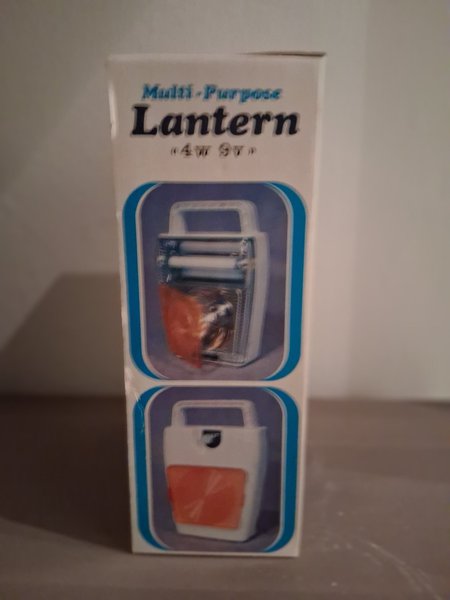 Multi-Purpose
Lantern
«4W 9V»